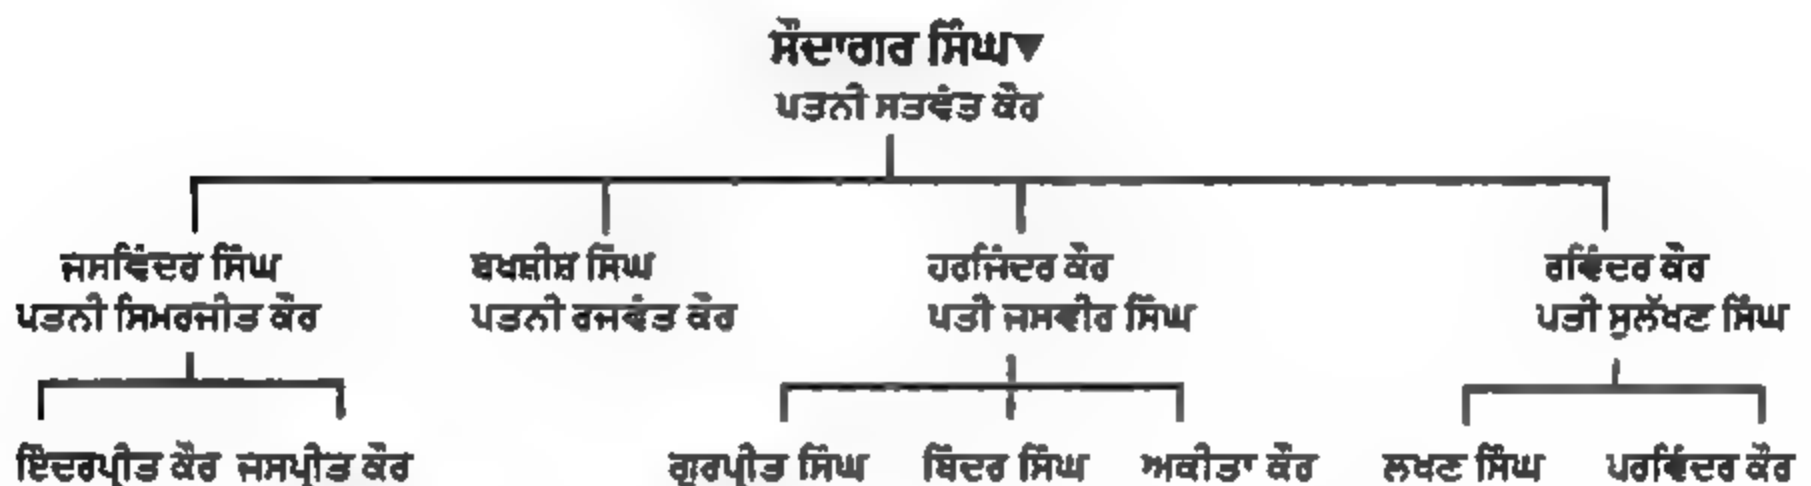 ਸੌਦਾਗਰ ਸਿੰਘ▼
ਪਤਨੀ ਸਤਵੰਤ ਕੌਰ
ਜਸਵਿੰਦਰ ਸਿੰਘ ਬਖਸ਼ੀਸ਼ ਸਿੰਘ ਹਰਜਿੰਦਰ ਕੌਰ ਰਵਿੰਦਰ ਕੌਰ
ਪਤਨੀ ਸਿਮਰਜੀਤ ਕੌਰ ਪਤਨੀ ਰਜਵੰਤ ਕੌਰ ਪਤੀ ਜਸਵੀਰ ਸਿੰਘ ਪਤੀ ਸੁਲੱਖਣ ਸਿੰਘ
ਇੰਦਰਪ੍ਰੀਤ ਕੌਰ ਜਸਪ੍ਰੀਤ ਕੌਰ ਗੁਰਪ੍ਰੀਤ ਸਿੰਘ ਬਿੰਦਰ ਸਿੰਘ ਅਕੀਤਾ ਕੌਰ ਲਖਣ ਸਿੰਘ ਪਰਵਿੰਦਰ ਕੌਰ